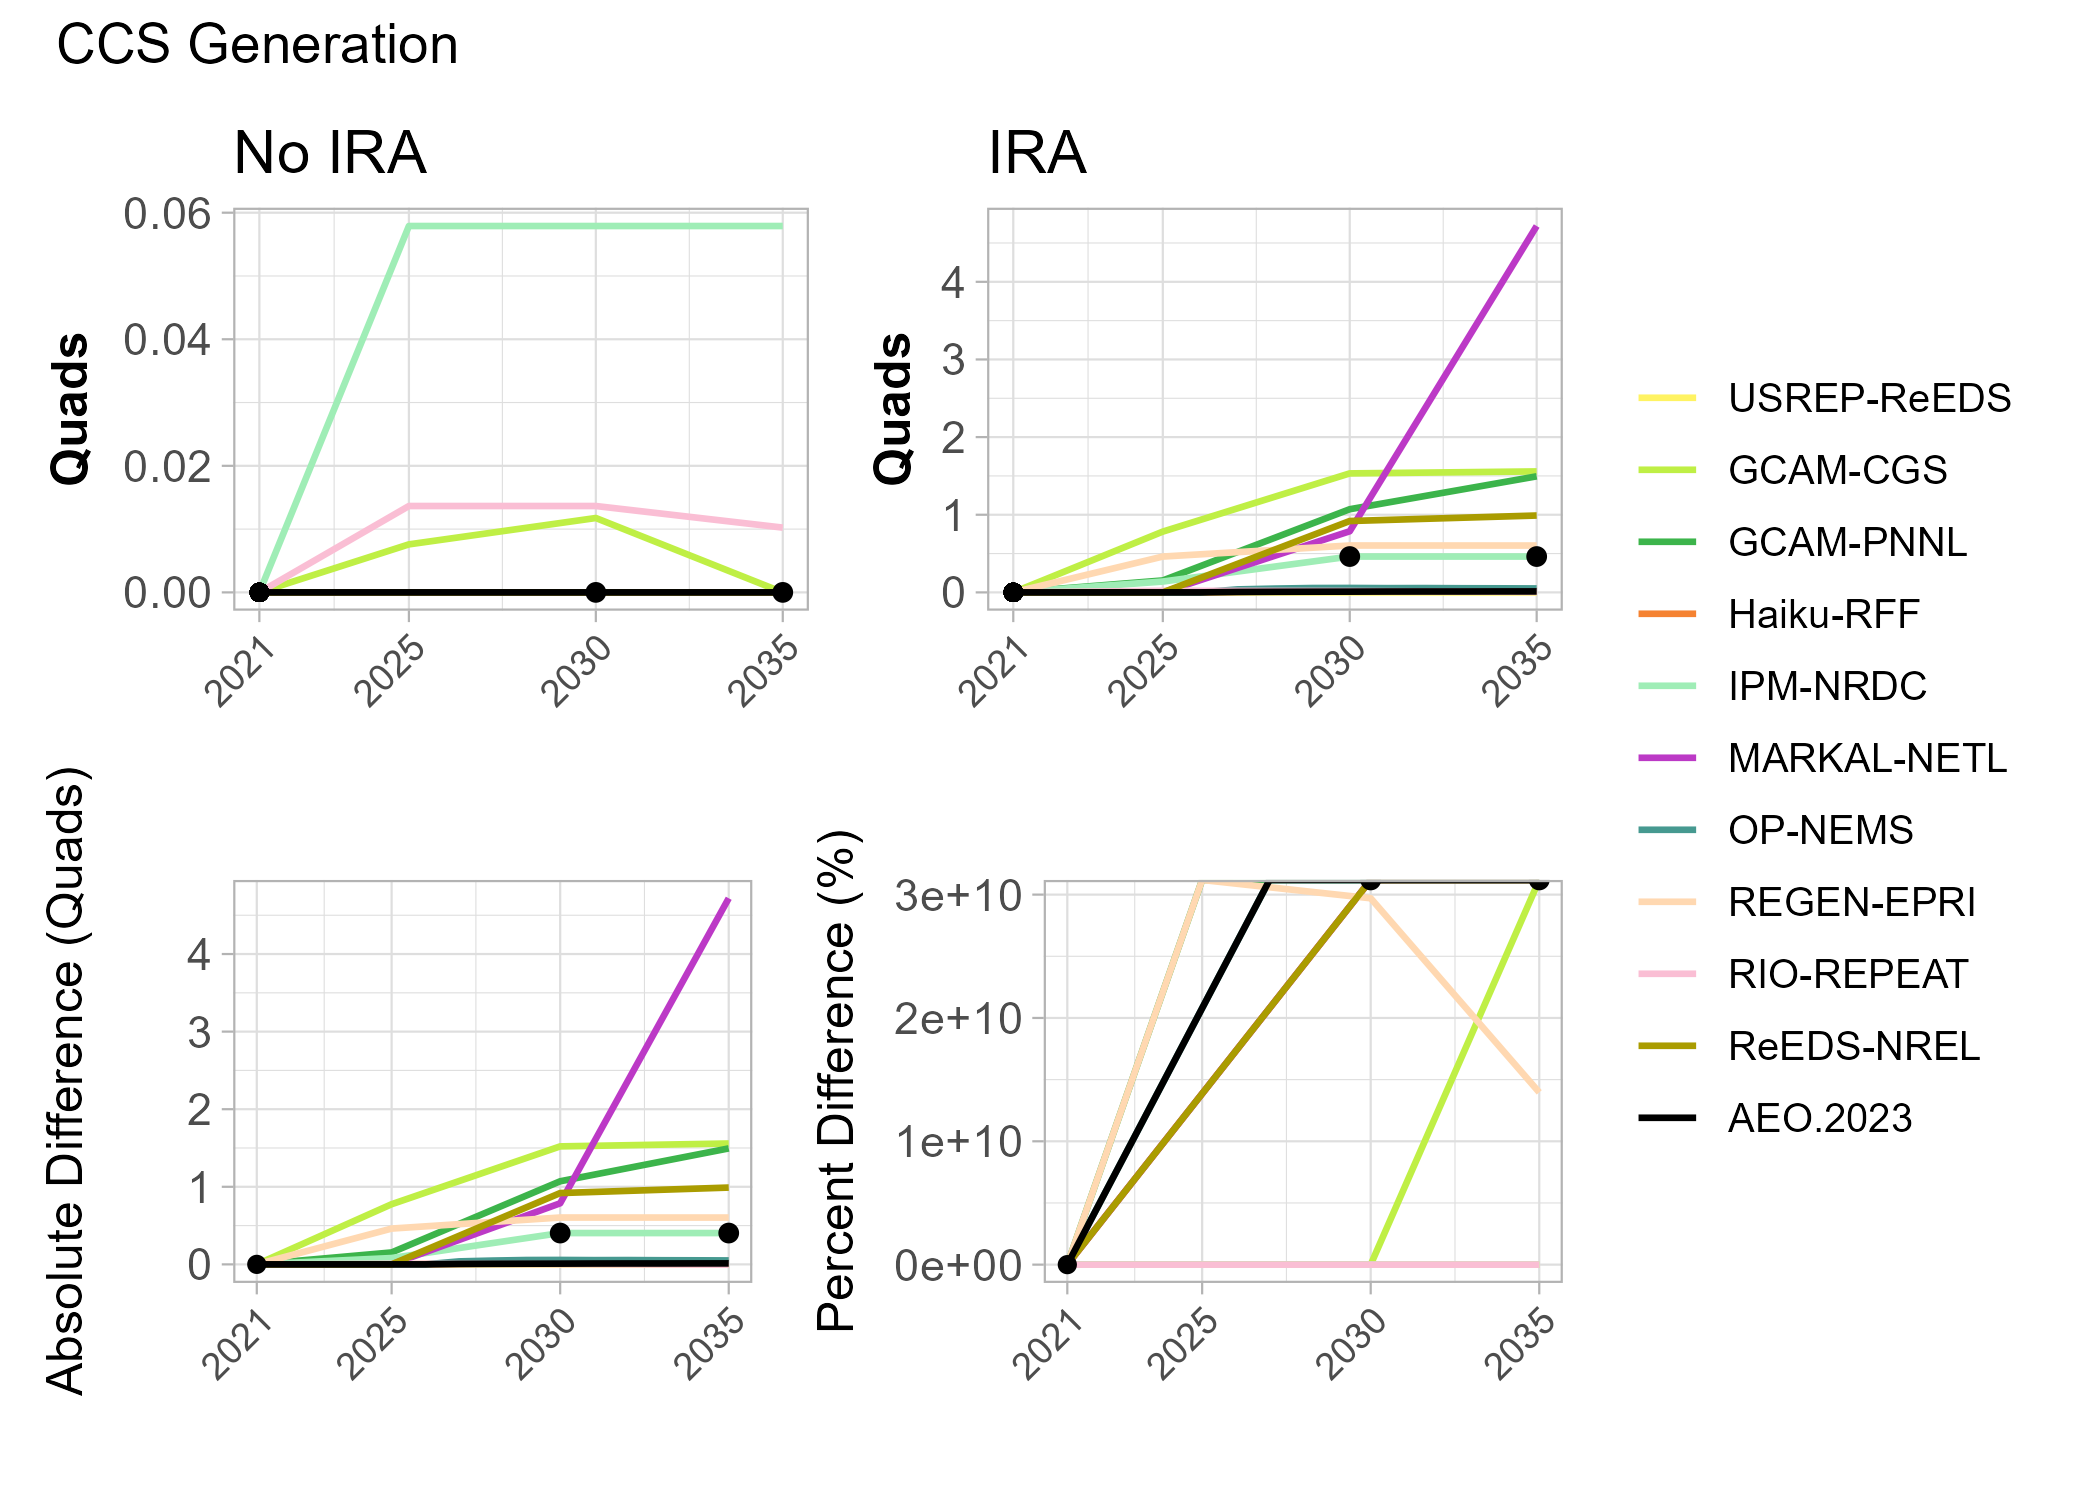 CCS Generation
No IRA
IRA
Quads
0.06
0.04
0.02
0.00
2021
2025
2030
2035
Quads
4
3
2
1
0
2021
2025
2030
2035
Absolute Difference (Quads)
4
3
2
1
0
2021
2025
2030
2035
Percent Difference (%)
3e+10
2e+10
1e+10
0e+00
2021
2025
2030
2035
USREP-ReEDS
GCAM-CGS
GCAM-PNNL
Haiku-RFF
IPM-NRDC
MARKAL-NETL
OP-NEMS
REGEN-EPRI
RIO-REPEAT
ReEDS-NREL
AEO.2023